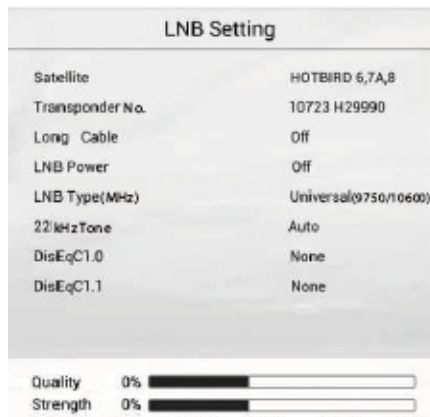 LNB Setting
Satellite HOTBIRD 6,7A,8
Transponder No. 10723 H29990
Long Cable Off
LNB Power Off
LNB Type(MHz) Universal(9750/10600)
22kHzTone Auto
DisEqC1.0 None
DisEqC1.1 None
Quality 0%
Strength 0%